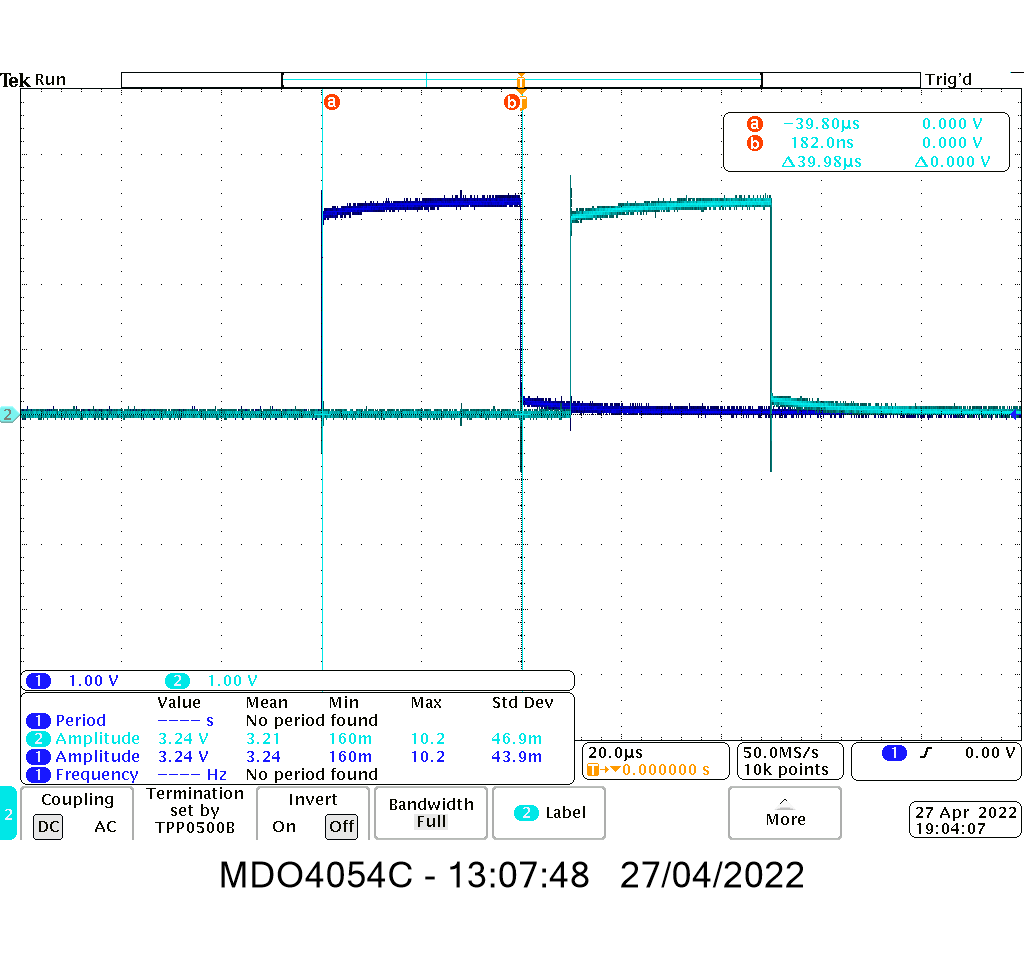 Tek Run Trig'd
a b T
a −39.80µs 0.000 V
b 182.0ns 0.000 V
Δ39.98µs Δ0.000 V
2
1 1.00 V 2 1.00 V
Value Mean Min Max Std Dev
1 Period −−−− s No period found
2 Amplitude 3.24 V 3.21 160m 10.2 46.9m
1 Amplitude 3.24 V 3.24 160m 10.2 43.9m
1 Frequency −−−− Hz No period found
20.0µs
T→▼0.000000 s
50.0MS/s
10k points
1 0.00 V
2
Coupling
DC AC
Termination
set by
TPP0500B
Invert
On Off
Bandwidth
Full
2 Label
More
27 Apr 2022
19:04:07
MDO4054C - 13:07:48 27/04/2022